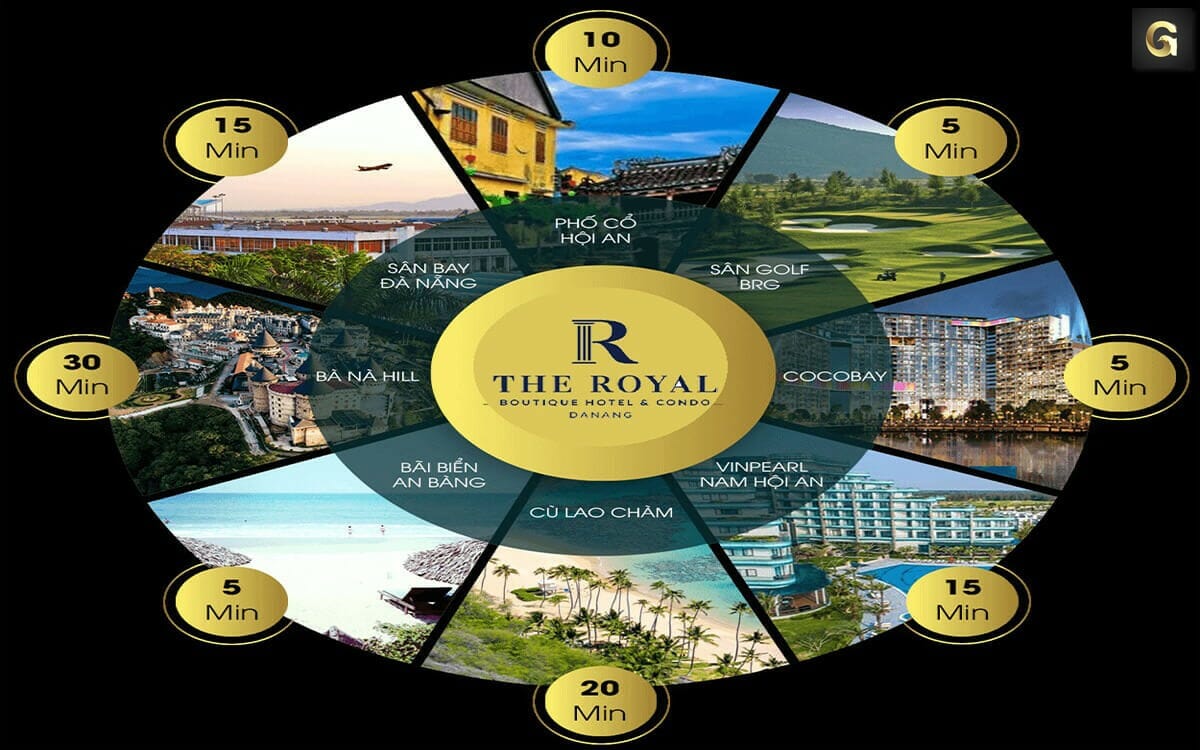 10
Min
G
15
Min
5
Min
PHỐ CỔ
HỘI AN
SÂN BAY
ĐÀ NẴNG
SÂN GOLF
BRG
30
Min
BÀ NÀ HILL
R
THE ROYAL
BOUTIQUE HOTEL & CONDO
DANANG
COCOBAY
5
Min
BÃI BIỂN
AN BÀNG
VINPEARL
NAM HỘI AN
CÙ LAO CHÀM
5
Min
15
Min
20
Min